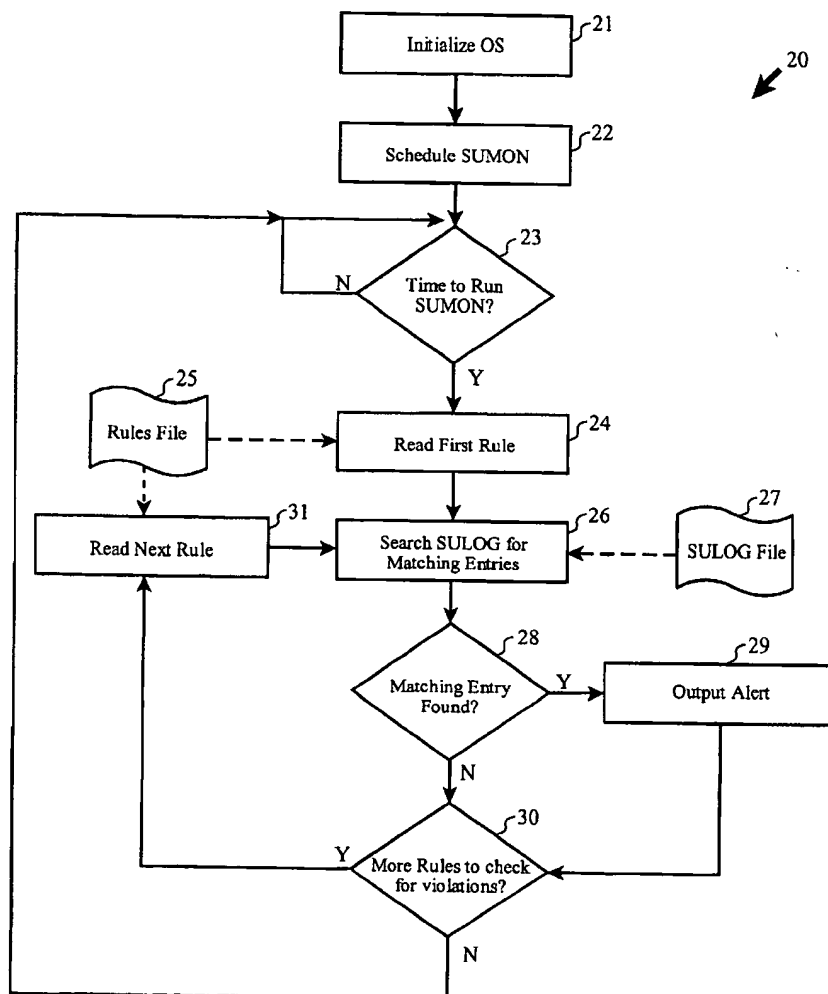 21
Initialize OS
20
22
Schedule SUMON
23
N
Time to Run
SUMON?
Y
25
Rules File
24
Read First Rule
31
Read Next Rule
26
Search SULOG for
Matching Entries
27
SULOG File
28
Matching Entry
Found?
Y
29
Output Alert
N
30
Y
More Rules to check
for violations?
N